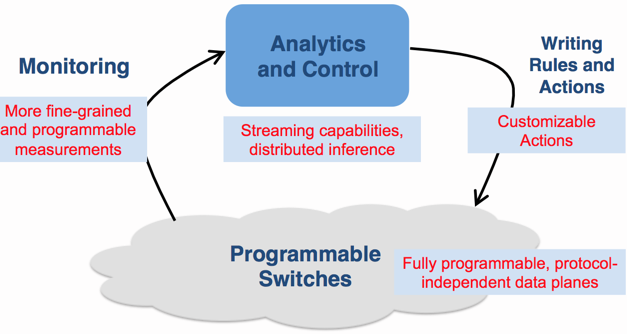 Monitoring
More fine-grained
and programmable
measurements
Analytics
and Control
Streaming capabilities,
distributed inference
Writing
Rules and
Actions
Customizable
Actions
Programmable
Switches
Fully programmable, protocol-
independent data planes